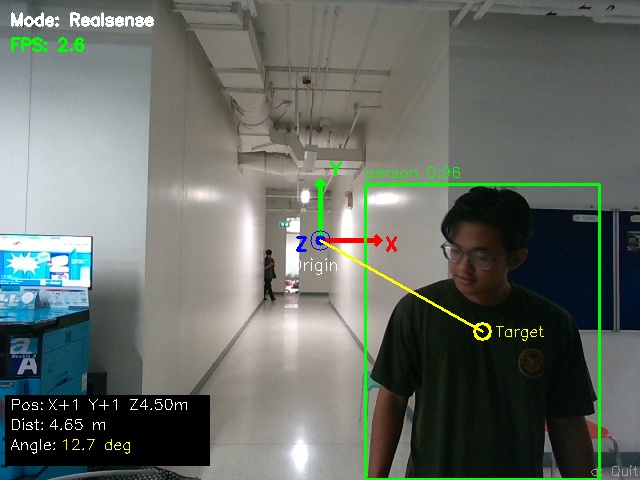 Mode: Realsense
FPS: 2.6
person 0.96
Y
Z
X
Origin
Target
a
double A
A
Pos: X+1 Y+1 Z4.50m
Dist: 4.65 m
Angle: 12.7 deg
Quit